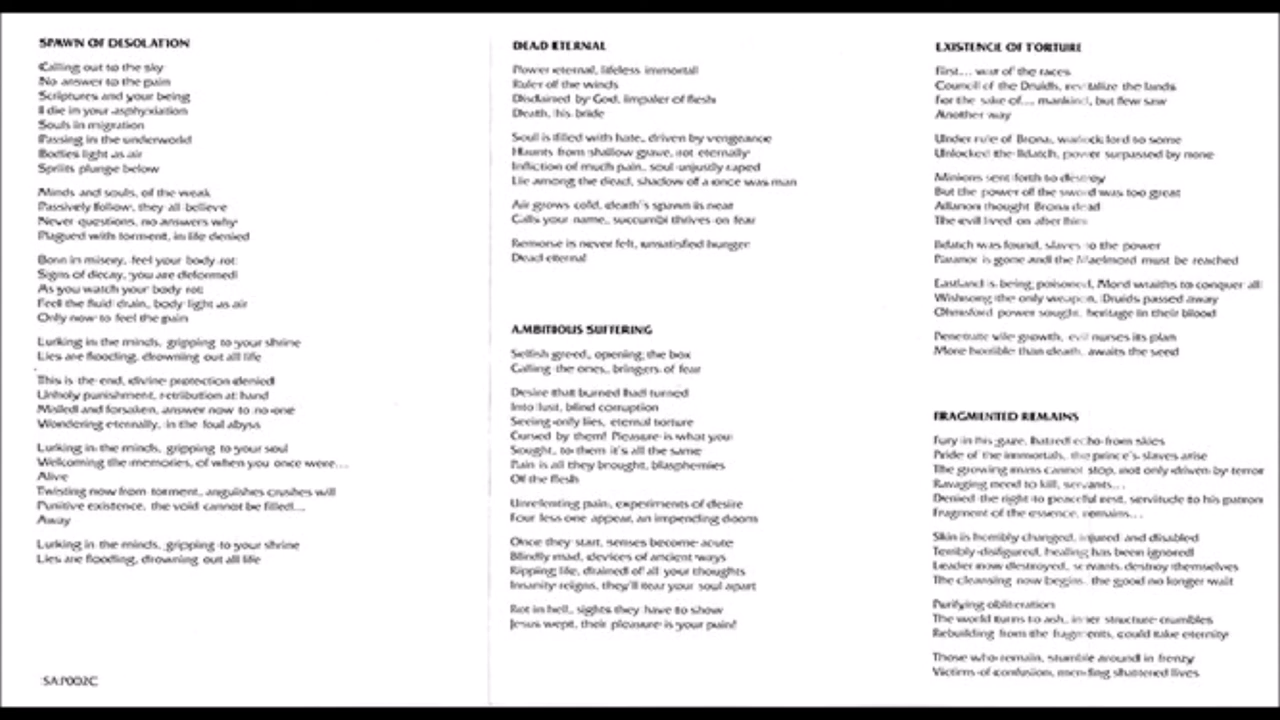 SPAWN OF DESOLATION
Calling out to the sky
No answer to the pain
Scriptures and your being
I die in your asphyxiation
Souls in migration
Passing in the underworld
Bodies light as air
Spirits plunge below
Minds and souls, of the weak
Passively follow, they all believe
Never questions, no answers why
Plagued with torment, in life denied
Born in misery, feel your body rot
Signs of decay, you are deformed
As you watch your body rot
Feel the fluid drain, body light as air
Only now to feel the pain
Lurking in the minds, gripping to your shrine
Lies are flooding, drowning out all life
This is the end, divine protection denied
Unholy punishment, retribution at hand
Misled and forsaken, answer now to no-one
Wondering eternally, in the foul abyss
Lurking in the minds, gripping to your soul
Welcoming the memories, of when you once were...
Alive
Twisting now from torment, anguishes crushes will
Punitive existence, the void cannot be filled...
Away
Lurking in the minds, gripping to your shrine
Lies are flooding, drowning out all life
SAP002C
DEAD ETERNAL
Power eternal, lifeless immortal
Ruler of the winds
Disdained by God, impaler of flesh
Death, his bride
Soul is filled with hate, driven by vengeance
Haunts from shallow grave, rot eternally
Infliction of much pain, soul unjustly raped
Lie among the dead, shadow of a once was man
Air grows cold, death's spawn is near
Calls your name, succumbi thrives on fear
Remorse is never felt, unsatisfied hunger
Dead eternal
AMBITIOUS SUFFERING
Selfish greed, opening the box
Calling the ones, bringers of fear
Desire that burned had turned
Into lust, blind corruption
Seeing only lies, eternal torture
Cursed by them! Pleasure is what you
Sought, to them it's all the same
Pain is all they brought, blasphemies
Of the flesh
Unrelenting pain, experiments of desire
Four less one appear, an impending doom
Once they start, senses become acute
Blindly mad, devices of ancient ways
Ripping life, drained of all your thoughts
Insanity reigns, they'll tear your soul apart
Rot in hell, sights they have to show
Jesus wept, their pleasure is your pain!
EXISTENCE OF TORTURE
First... war of the races
Council of the Druids, revitalize the lands
For the sake of... mankind, but few saw
Another way
Under rule of Brona, warlock lord to some
Unlocked the Ildatch, power surpassed by none
Minions sent forth to destroy
But the power of the sword was too great
Allanon thought Brona dead
The evil lived on after him
Ildatch was found, slaves to the power
Paranor is gone and the Maelmord must be reached
Eastland is being poisoned, Mord wraiths to conquer all
Wishsong the only weapon, Druids passed away
Ohmsford power sought, heritage in their blood
Penetrate vile growth, evil nurses its plan
More horrible than death, awaits the seed
FRAGMENTED REMAINS
Fury in his gaze, hatred echo from skies
Pride of the immortals, the prince's slaves arise
The growing mass cannot stop, not only driven by terror
Ravaging need to kill, servants...
Denied the right to peaceful rest, servitude to his patron
Fragment of the essence, remains...
Skin is horribly changed, injured and disabled
Terribly disfigured, healing has been ignored
Leader now destroyed, servants destroy themselves
The cleansing now begins, the good no longer wait
Purifying obliteration
The world turns to ash, inner structure crumbles
Rebuilding from the fragments, could take eternity
Those who remain, stumble around in frenzy
Victims of confusion, mending shattered lives